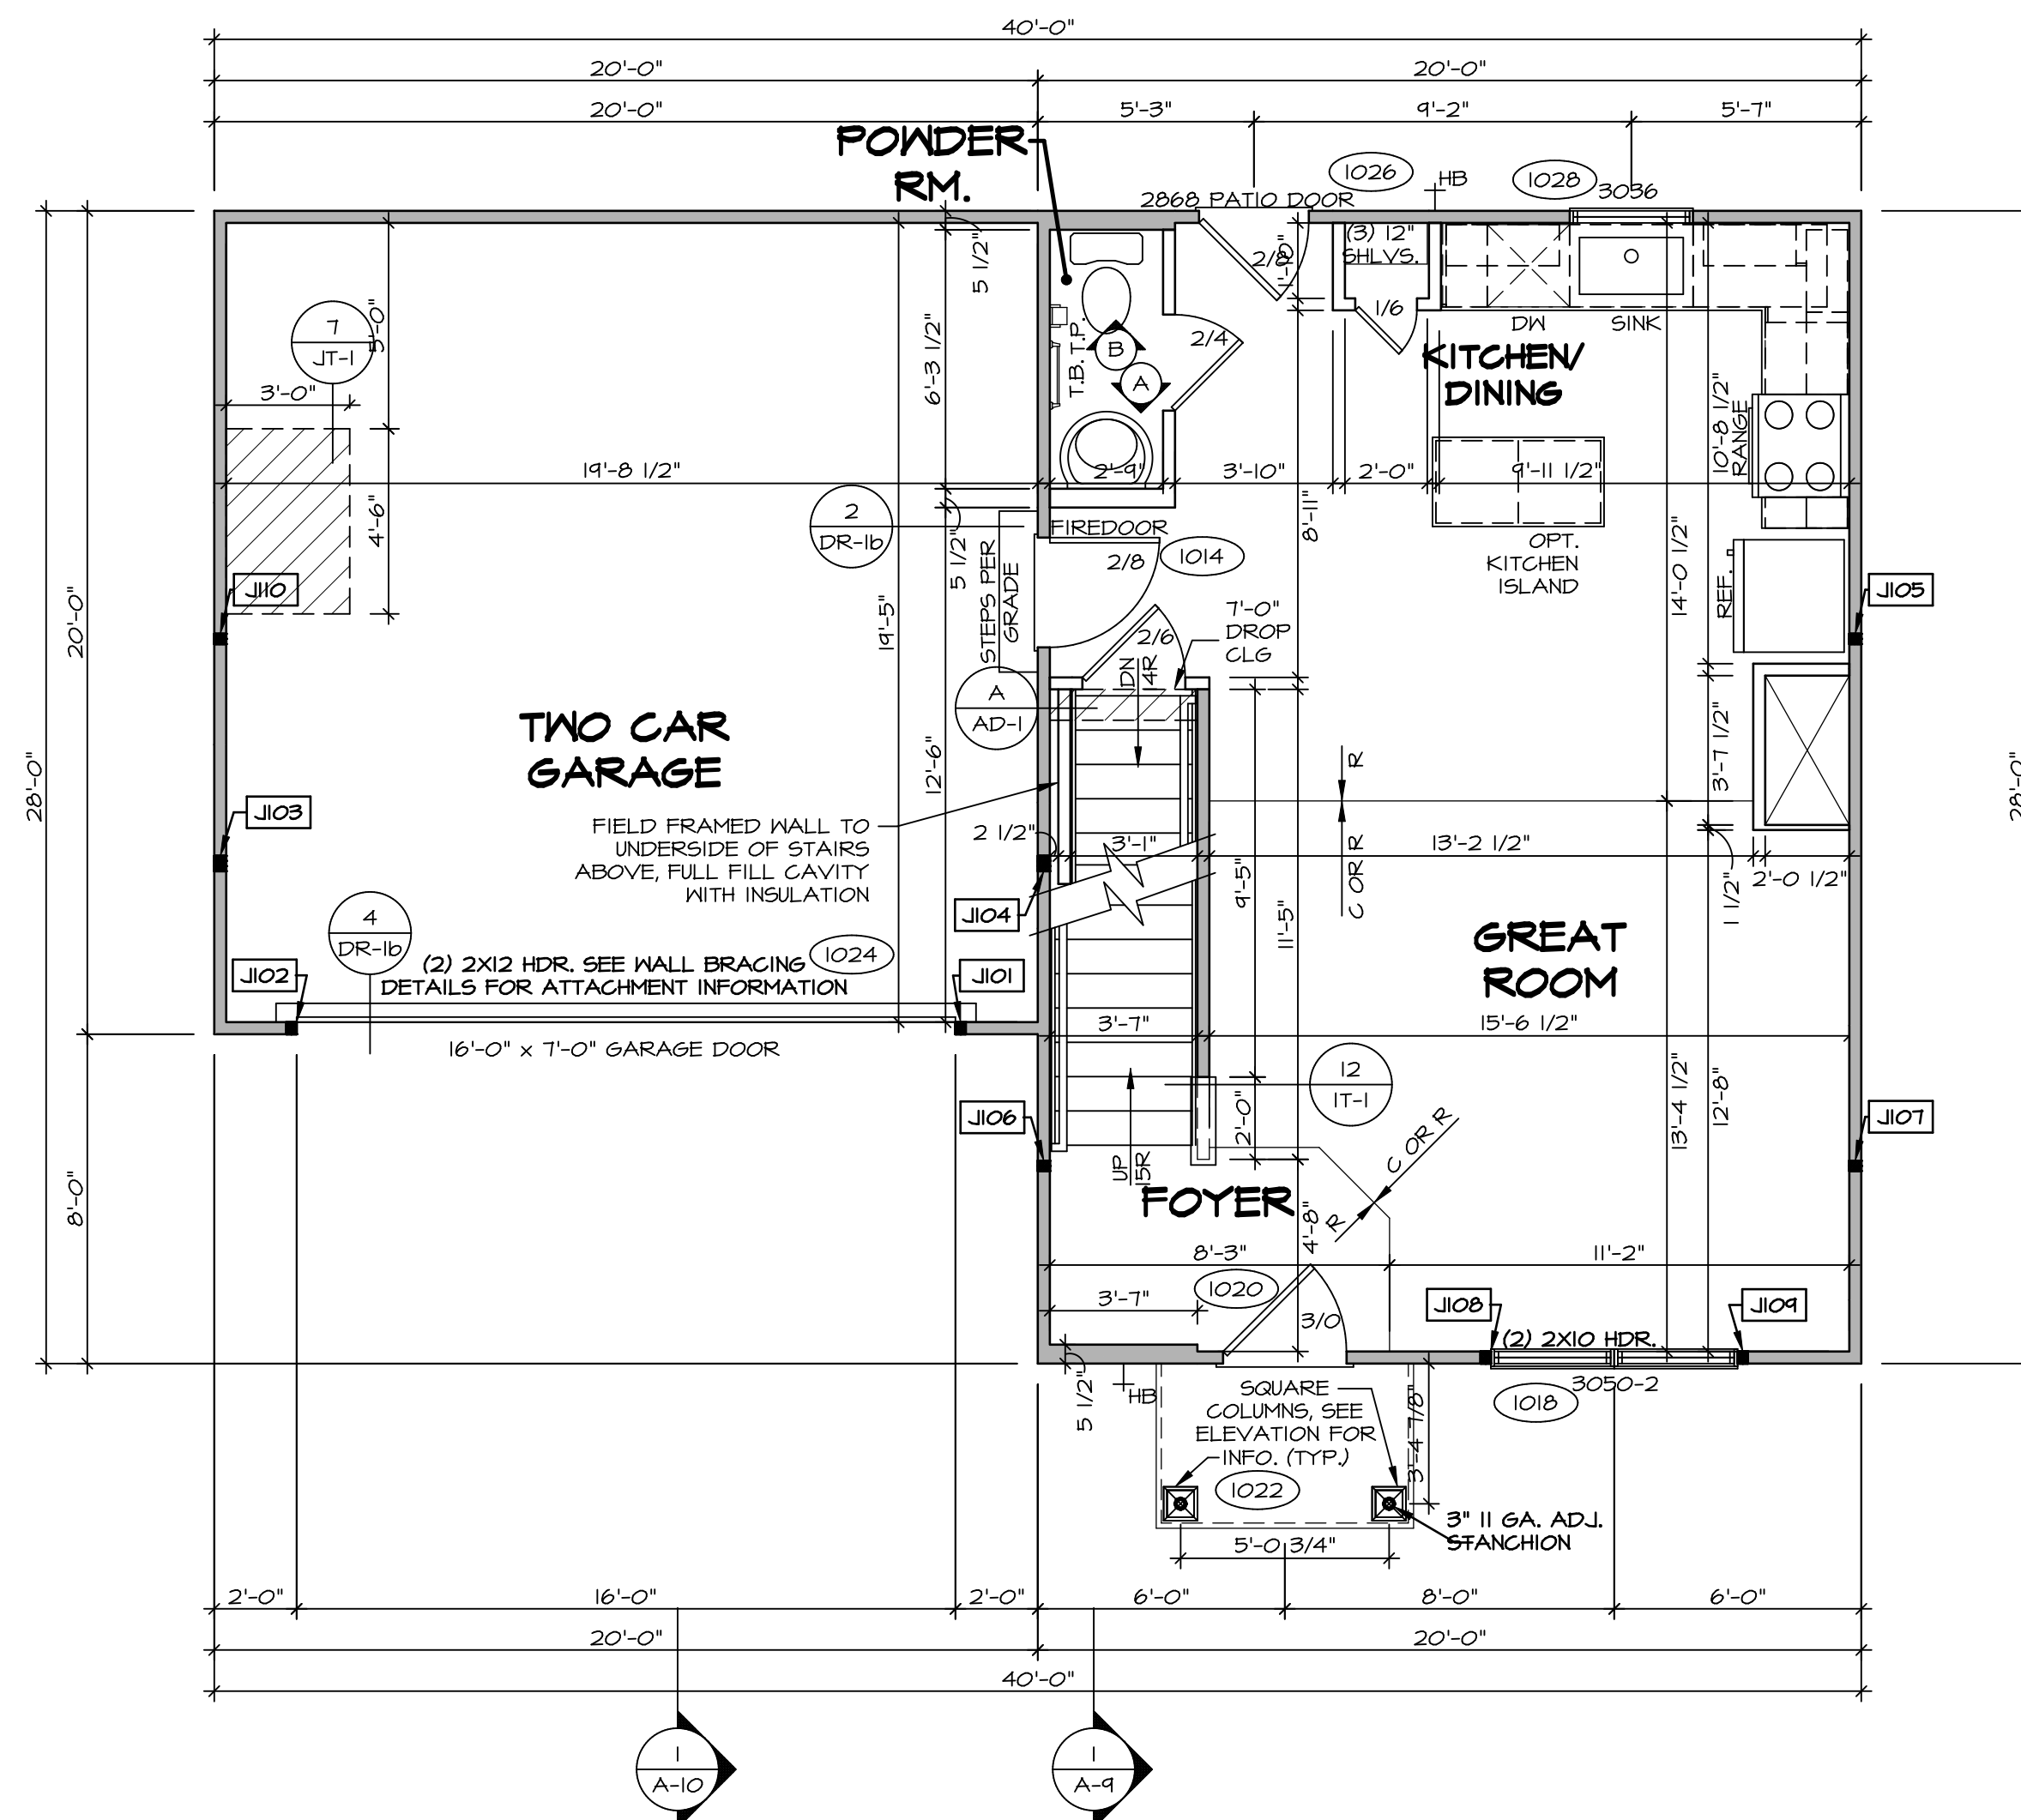 40'-0"
20'-0"
20'-0"
20'-0"
5'-3"
9'-2"
5'-7"
POWDER
RM.
1026
HB
1028
3036
2868 PATIO DOOR
5 1/2"
2/8
(3) 12"
SHLVS.
1/6
DW
SINK
7
JT-1
5'-0"
3'-0"
6'-3 1/2"
T.B.
T.P.
B
A
2/4
KITCHEN/
DINING
10'-8 1/2"
RANGE
19'-8 1/2"
2'-9"
3'-10"
2'-0"
9'-11 1/2"
4'-6"
2
DR-1b
5 1/2"
FIREDOOR
2/8
1014
8'-11"
OPT.
KITCHEN
ISLAND
14'-0 1/2"
REF.
J110
J105
20'-0"
28'-0"
19'-5"
STEPS PER
GRADE
2/6
7'-0"
DROP
CLG
DN
14R
A
AD-1
TWO CAR
GARAGE
12'-6"
R
C OR R
3'-7 1/2"
28'-0"
J103
FIELD FRAMED WALL TO
UNDERSIDE OF STAIRS
ABOVE, FULL FILL CAVITY
WITH INSULATION
2 1/2"
3'-1"
13'-2 1/2"
9'-5"
2'-0 1/2"
1 1/2"
J104
11'-5"
GREAT
ROOM
4
DR-1b
1024
J102
(2) 2X12 HDR. SEE WALL BRACING
DETAILS FOR ATTACHMENT INFORMATION
J101
16'-0" x 7'-0" GARAGE DOOR
3'-7"
15'-6 1/2"
12
1T-1
J106
2'-0"
13'-4 1/2"
12'-8"
J107
C OR R
R
UP
15R
FOYER
8'-0"
4'-8"
8'-3"
11'-2"
1020
3'-7"
3/0
J108
J109
(2) 2X10 HDR.
5 1/2"
HB
3050-2
1018
SQUARE
COLUMNS, SEE
ELEVATION FOR
INFO. (TYP.)
3'-4 7/8"
1022
3" 11 GA. ADJ.
STANCHION
5'-0 3/4"
2'-0"
16'-0"
2'-0"
6'-0"
8'-0"
6'-0"
20'-0"
20'-0"
40'-0"
1
A-10
1
A-9